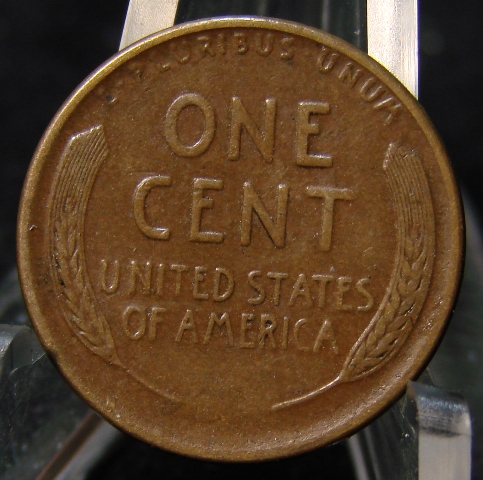 E · PLURIBUS · UNUM
ONE
CENT
UNITED STATES
OF AMERICA